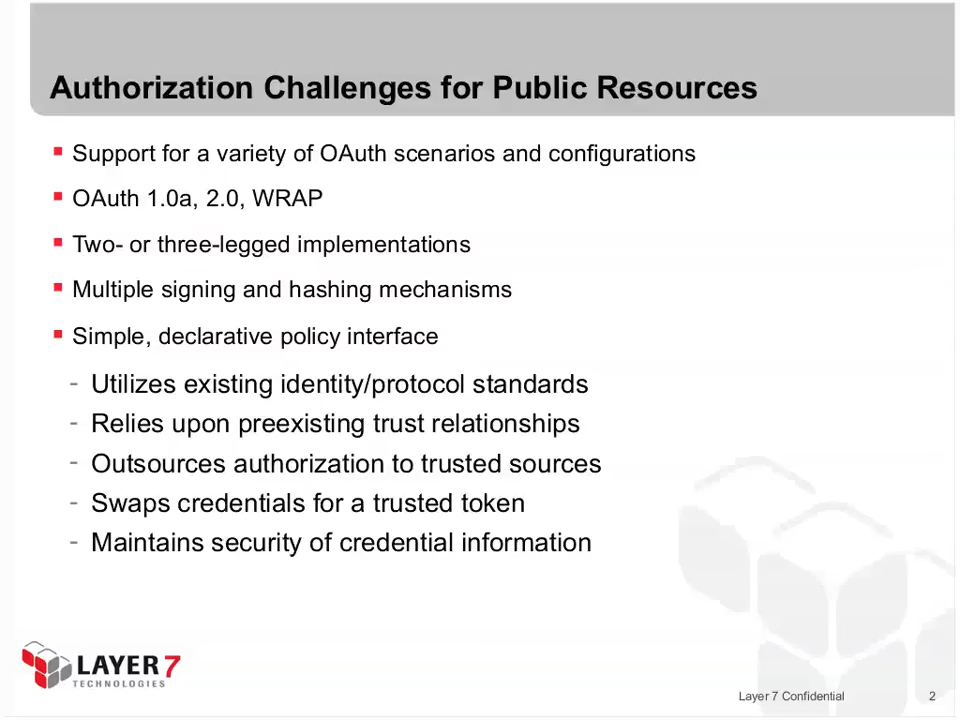 Authorization Challenges for Public Resources
Support for a variety of OAuth scenarios and configurations
OAuth 1.0a, 2.0, WRAP
Two- or three-legged implementations
Multiple signing and hashing mechanisms
Simple, declarative policy interface
- Utilizes existing identity/protocol standards
- Relies upon preexisting trust relationships
- Outsources authorization to trusted sources
- Swaps credentials for a trusted token
- Maintains security of credential information
LAYER 7
TECHNOLOGIES
Layer 7 Confidential
2